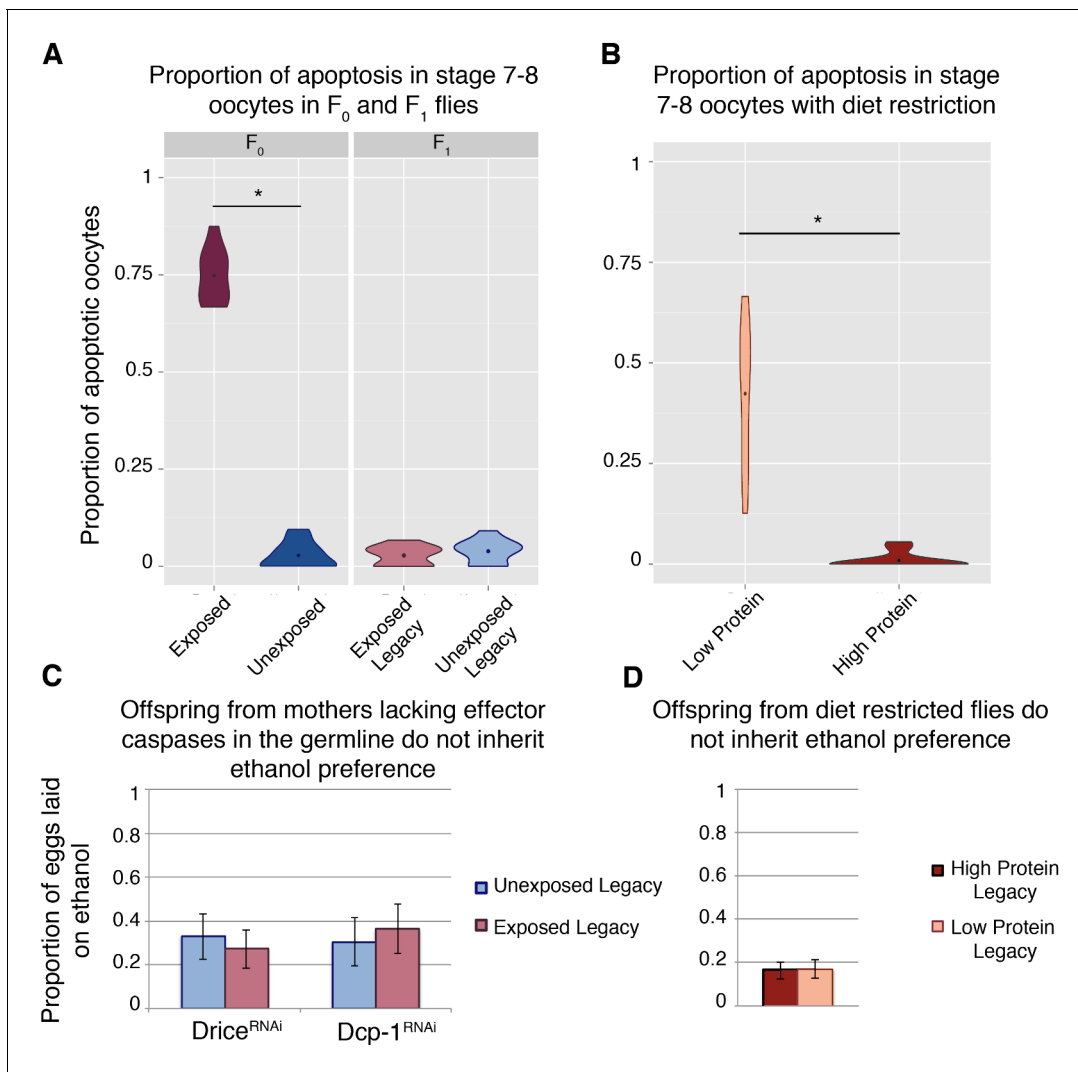 A
Proportion of apoptosis in stage 7-8
oocytes in F0 and F1 flies
F0
F1
*
1
0.75
0.5
0.25
0
Proportion of apoptotic oocytes
Exposed
Unexposed
Exposed
Legacy
Unexposed
Legacy
B
Proportion of apoptosis in stage
7-8 oocytes with diet restriction
*
1
0.75
0.5
0.25
0
Low Protein
High Protein
C
Offspring from mothers lacking effector
caspases in the germline do not inherit
ethanol preference
Proportion of eggs laid
on ethanol
1
0.8
0.6
0.4
0.2
0
DriceRNAi
Dcp-1RNAi
Unexposed Legacy
Exposed Legacy
D
Offspring from diet restricted flies do
not inherit ethanol preference
1
0.8
0.6
0.4
0.2
0
High Protein
Legacy
Low Protein
Legacy